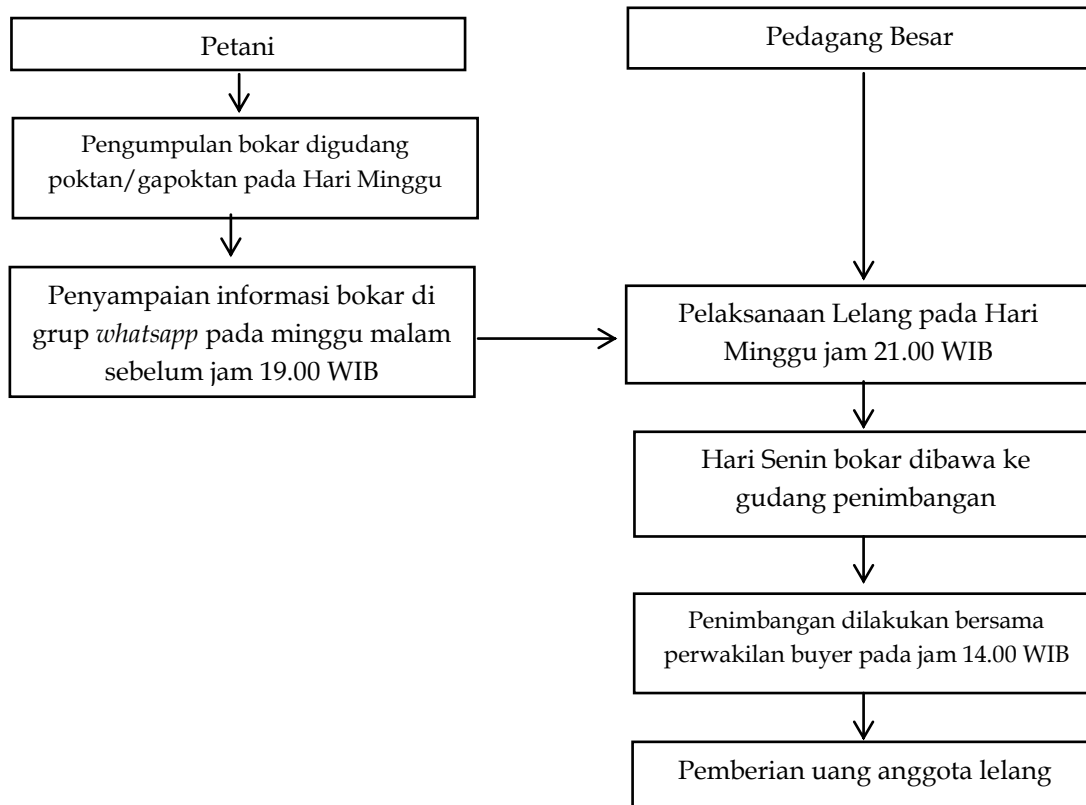 Petani
Pengumpulan bokar digudang
poktan/gapoktan pada Hari Minggu
Penyampaian informasi bokar di
grup whatsapp pada minggu malam
sebelum jam 19.00 WIB
Pedagang Besar
Pelaksanaan Lelang pada Hari
Minggu jam 21.00 WIB
Hari Senin bokar dibawa ke
gudang penimbangan
Penimbangan dilakukan bersama
perwakilan buyer pada jam 14.00 WIB
Pemberian uang anggota lelang